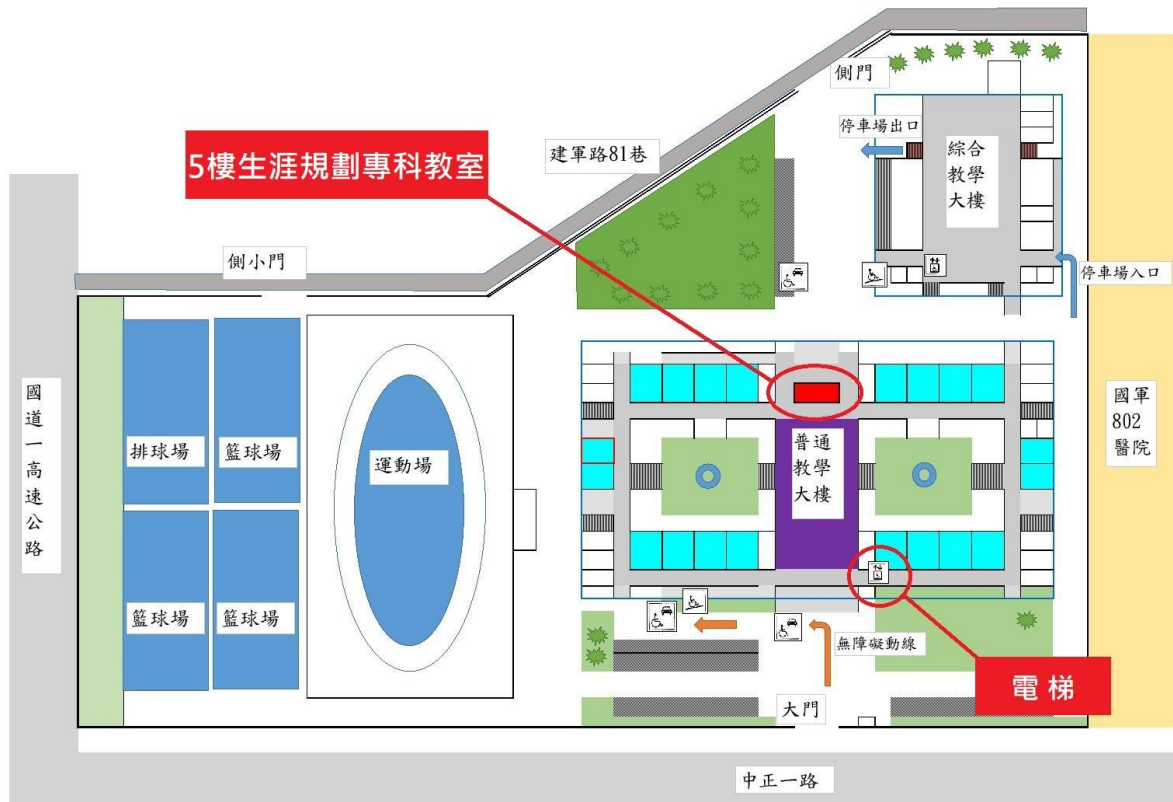 側門
停車場出口
綜合
教學
大樓
建軍路81巷
5樓生涯規劃專科教室
側小門
停車場入口
國道一高速公路
排球場
籃球場
運動場
普通
教學
大樓
國軍
802
醫院
籃球場
籃球場
無障礙動線
電梯
大門
中正一路